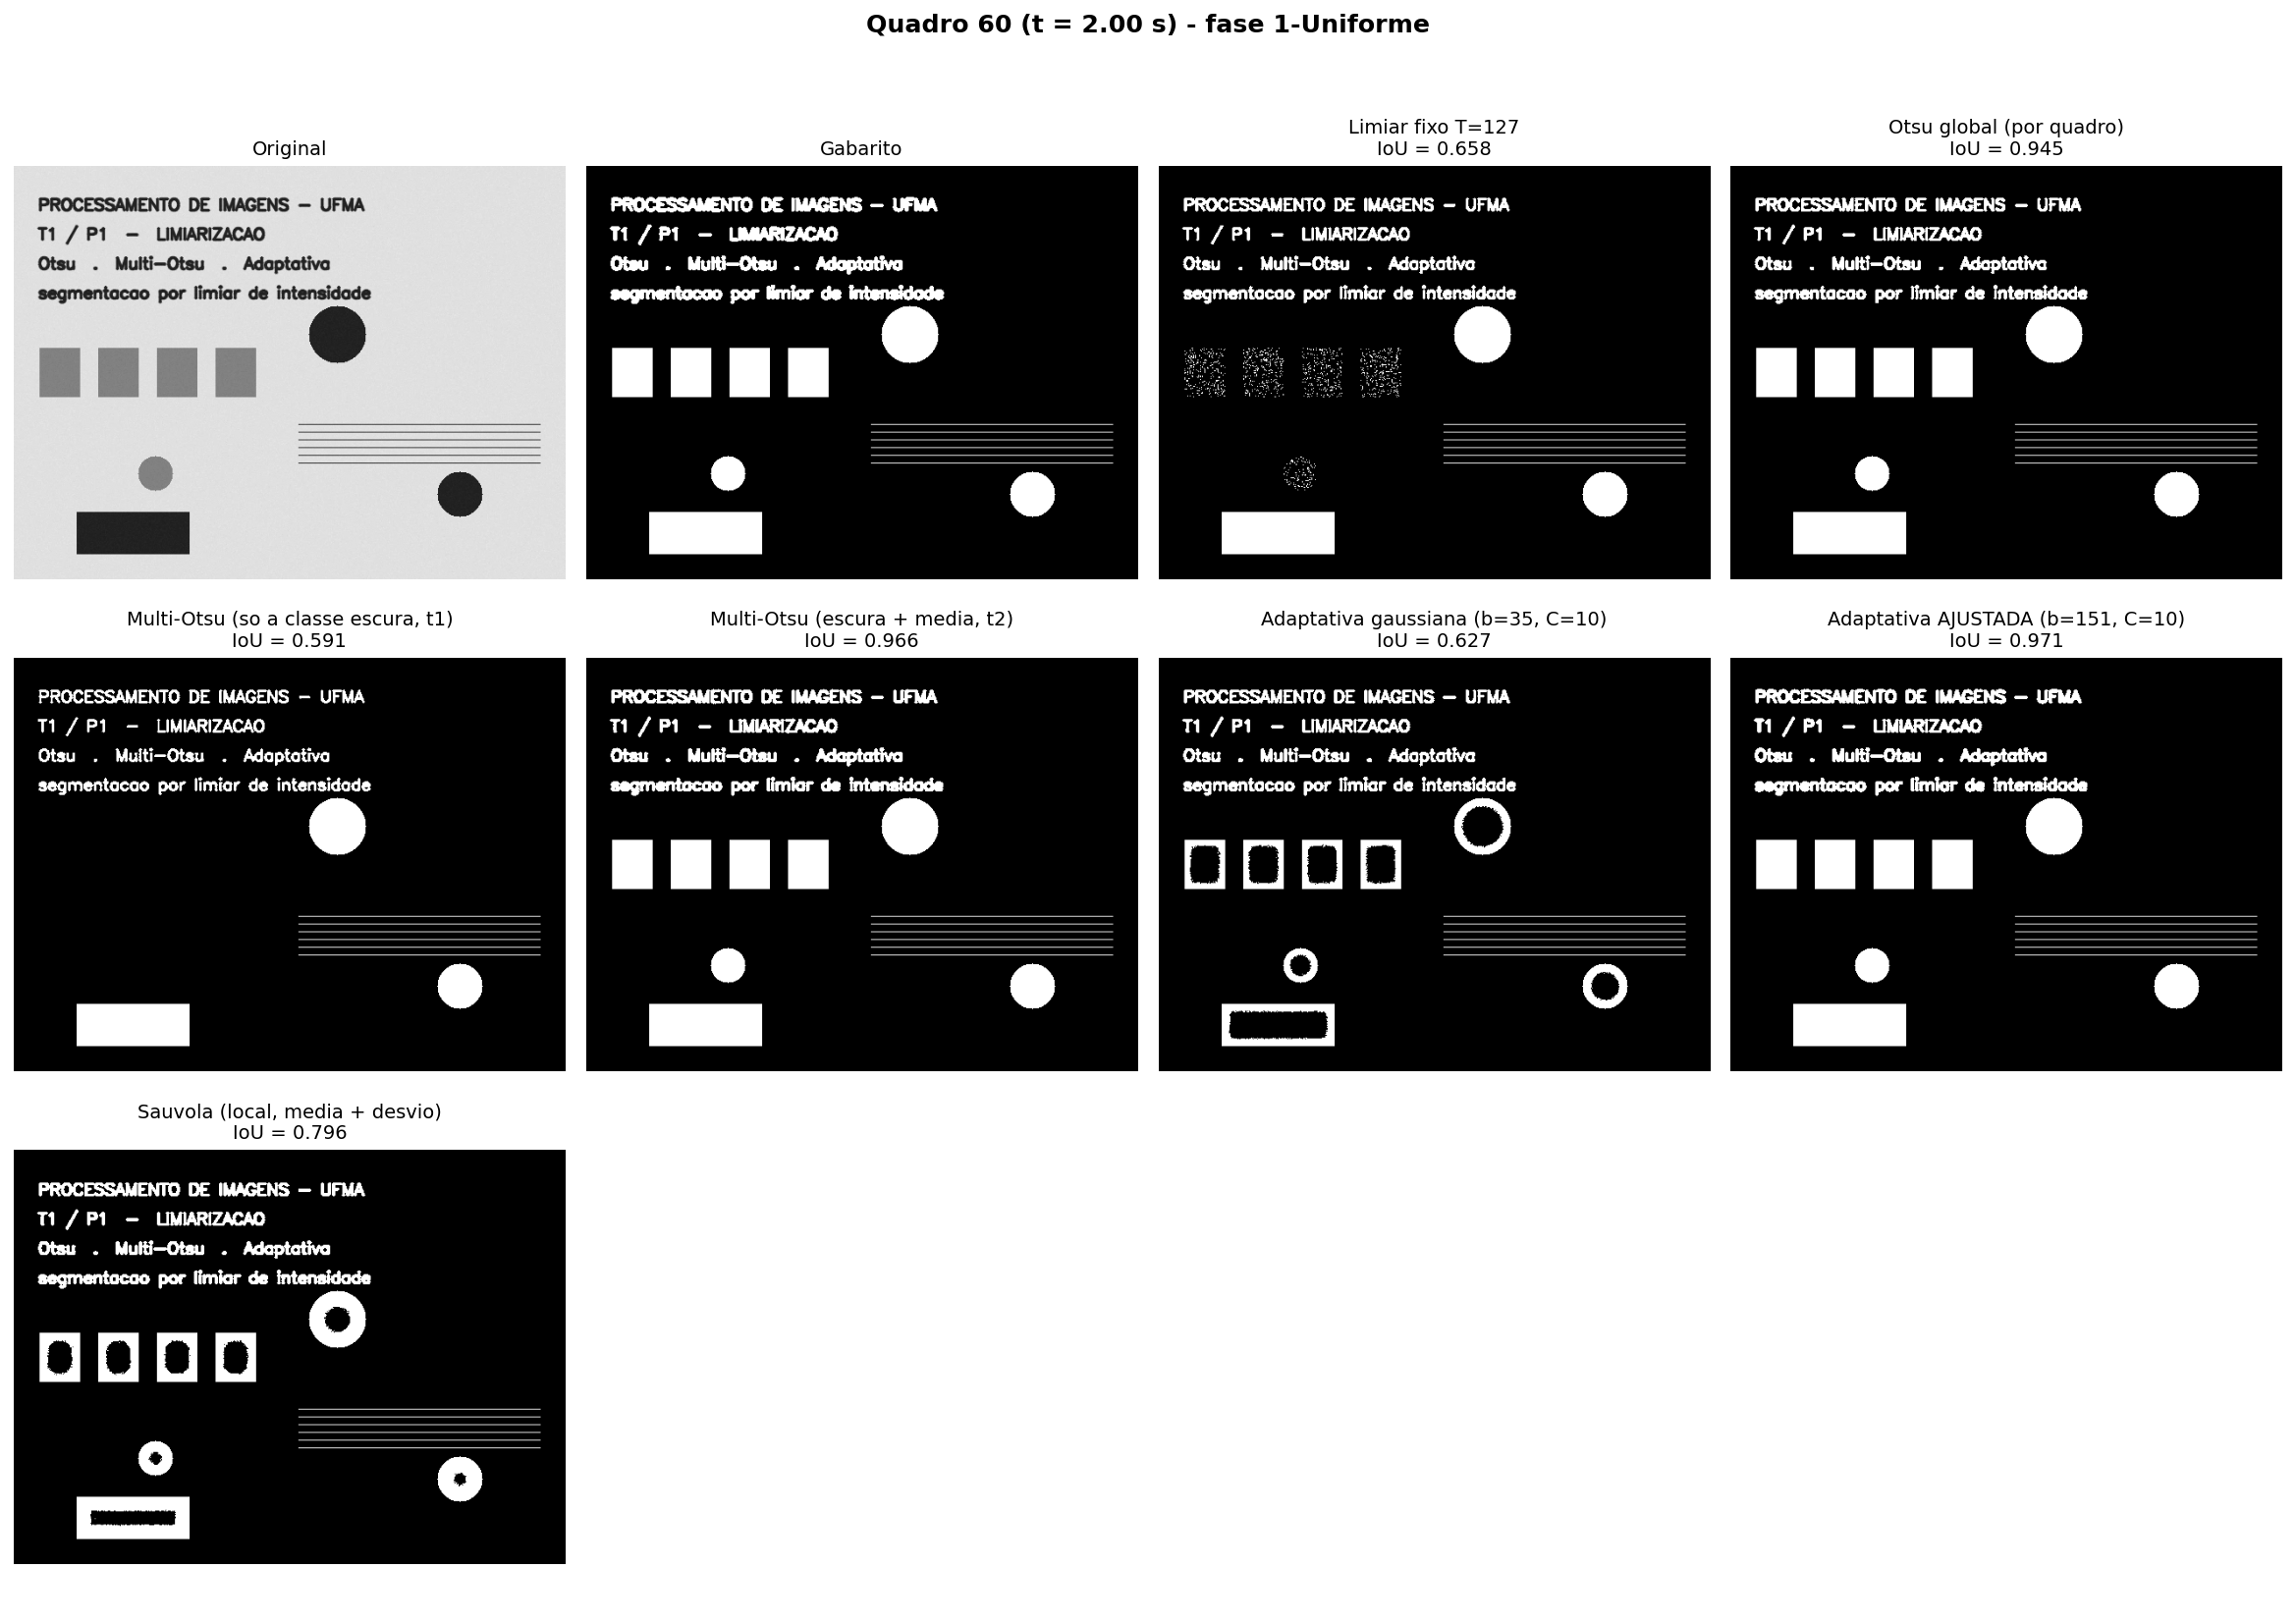 Quadro 60 (t = 2.00 s) - fase 1-Uniforme
Original
PROCESSAMENTO DE IMAGENS - UFMA
T1 / P1 - LIMIARIZACAO
Otsu . Multi-Otsu . Adaptativa
segmentacao por limiar de intensidade
Gabarito
PROCESSAMENTO DE IMAGENS - UFMA
T1 / P1 - LIMIARIZACAO
Otsu . Multi-Otsu . Adaptativa
segmentacao por limiar de intensidade
Limiar fixo T=127
IoU = 0.658
PROCESSAMENTO DE IMAGENS - UFMA
T1 / P1 - LIMIARIZACAO
Otsu . Multi-Otsu . Adaptativa
segmentacao por limiar de intensidade
Otsu global (por quadro)
IoU = 0.945
PROCESSAMENTO DE IMAGENS - UFMA
T1 / P1 - LIMIARIZACAO
Otsu . Multi-Otsu . Adaptativa
segmentacao por limiar de intensidade
Multi-Otsu (so a classe escura, t1)
IoU = 0.591
PROCESSAMENTO DE IMAGENS - UFMA
T1 / P1 - LIMIARIZACAO
Otsu . Multi-Otsu . Adaptativa
segmentacao por limiar de intensidade
Multi-Otsu (escura + media, t2)
IoU = 0.966
PROCESSAMENTO DE IMAGENS - UFMA
T1 / P1 - LIMIARIZACAO
Otsu . Multi-Otsu . Adaptativa
segmentacao por limiar de intensidade
Adaptativa gaussiana (b=35, C=10)
IoU = 0.627
PROCESSAMENTO DE IMAGENS - UFMA
T1 / P1 - LIMIARIZACAO
Otsu . Multi-Otsu . Adaptativa
segmentacao por limiar de intensidade
Adaptativa AJUSTADA (b=151, C=10)
IoU = 0.971
PROCESSAMENTO DE IMAGENS - UFMA
T1 / P1 - LIMIARIZACAO
Otsu . Multi-Otsu . Adaptativa
segmentacao por limiar de intensidade
Sauvola (local, media + desvio)
IoU = 0.796
PROCESSAMENTO DE IMAGENS - UFMA
T1 / P1 - LIMIARIZACAO
Otsu . Multi-Otsu . Adaptativa
segmentacao por limiar de intensidade